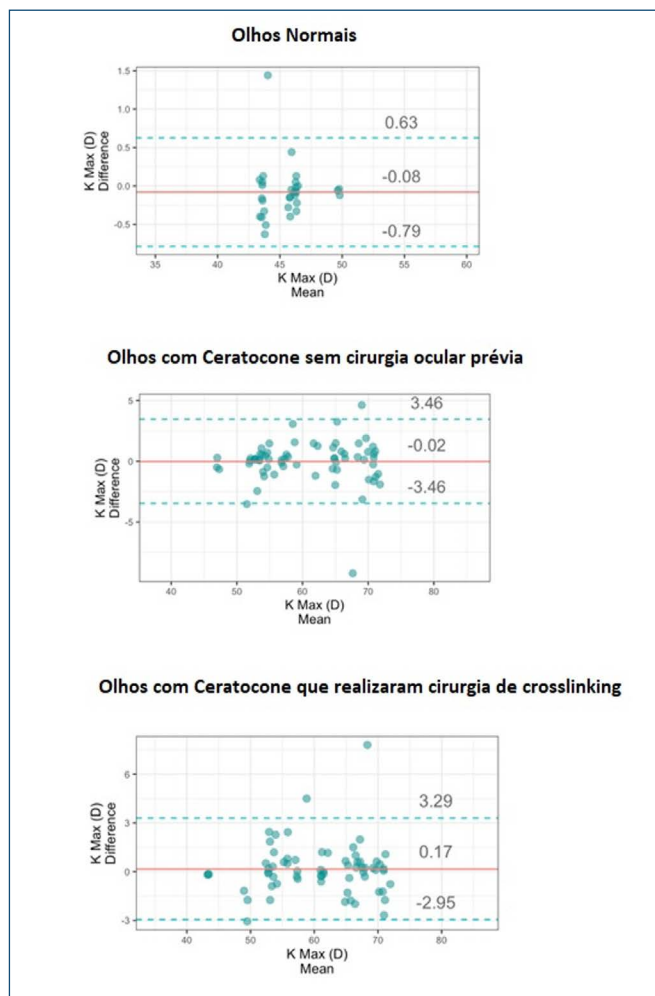 Olhos Normais
1.5
1.0
0.5
0.0
-0.5
K Max (D)
Difference
0.63
-0.08
-0.79
35 40 45 50 55 60
K Max (D)
Mean
Olhos com Ceratocone sem cirurgia ocular prévia
5
0
-5
K Max (D)
Difference
3.46
-0.02
-3.46
40 50 60 70 80
K Max (D)
Mean
Olhos com Ceratocone que realizaram cirurgia de crosslinking
6
3
0
-3
K Max (D)
Difference
3.29
0.17
-2.95
40 50 60 70 80
K Max (D)
Mean